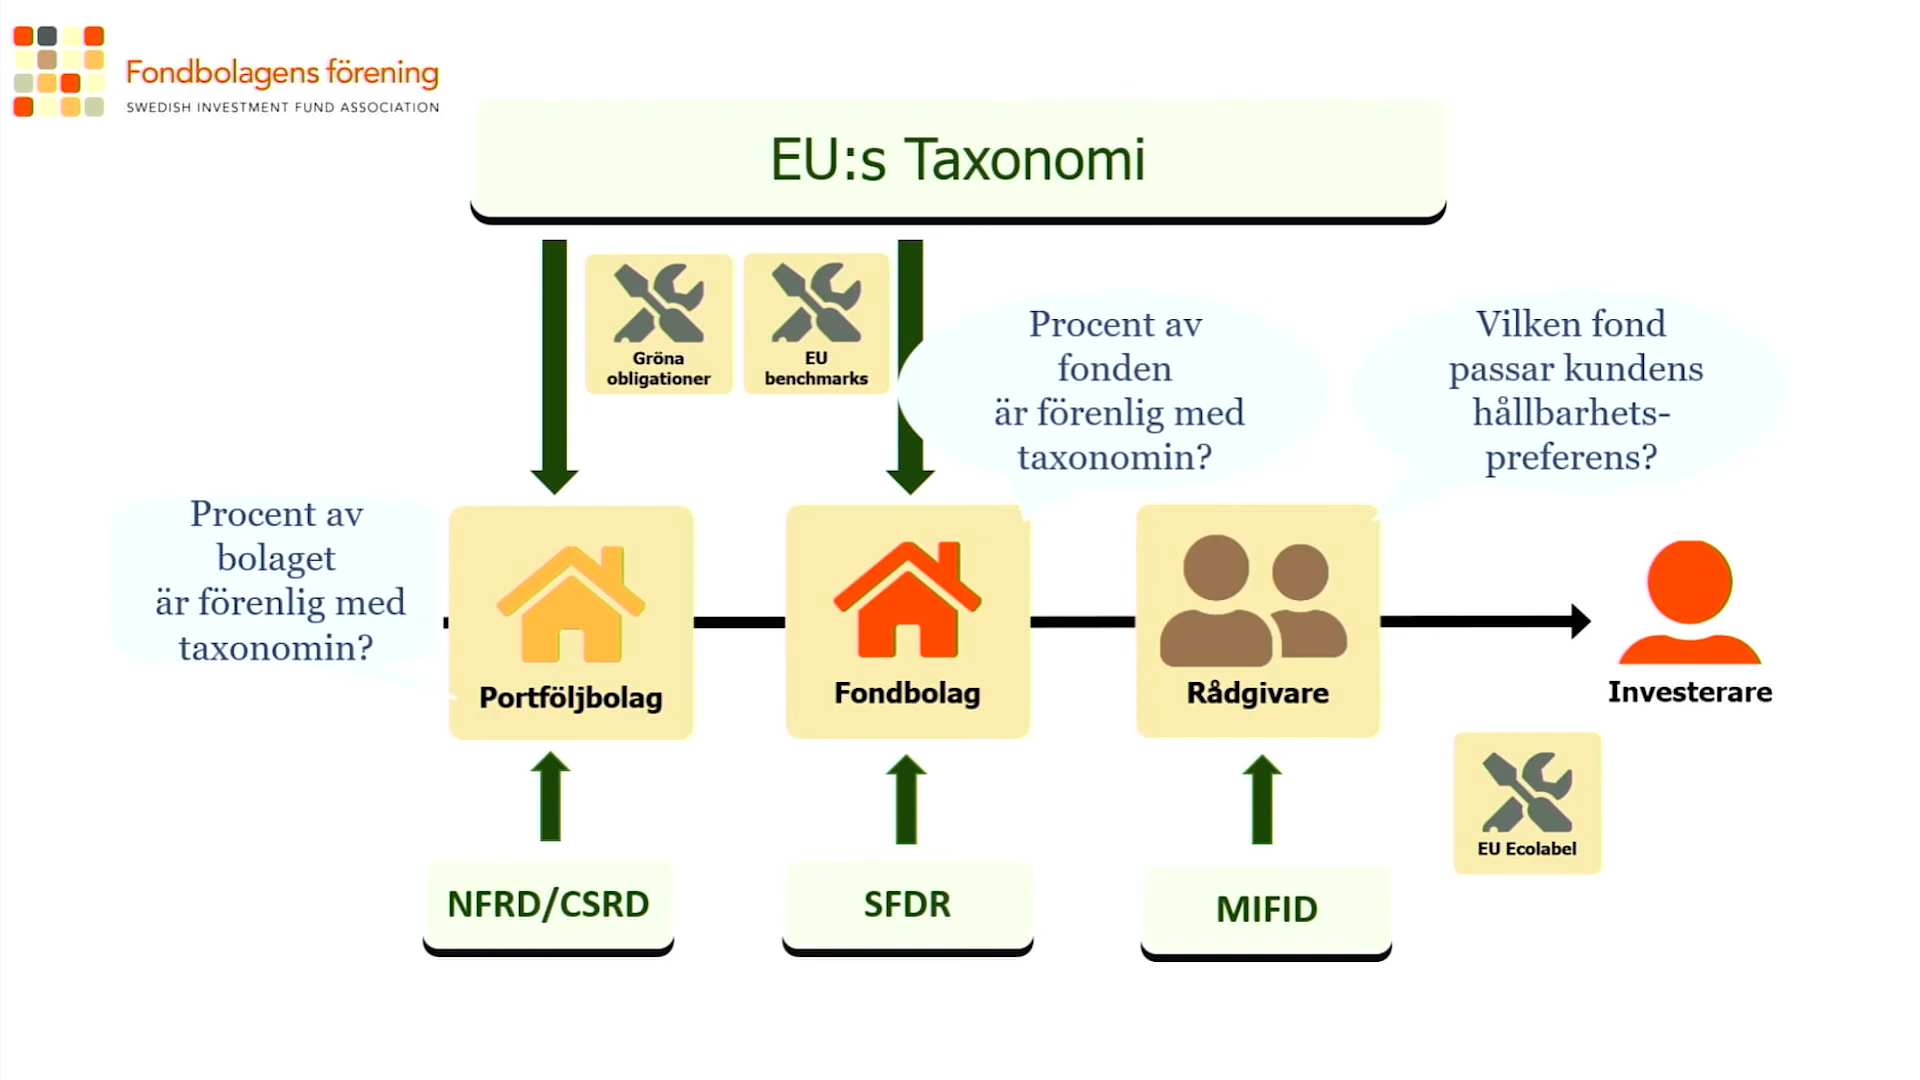 Fondbolagens förening
SWEDISH INVESTMENT FUND ASSOCIATION
EU:s Taxonomi
Gröna
obligationer
EU
benchmarks
Procent av
fonden
är förenlig med
taxonomin?
Vilken fond
passar kundens
hållbarhets-
preferens?
Procent av
bolaget
är förenlig med
taxonomin?
Portföljbolag
Fondbolag
Rådgivare
Investerare
EU Ecolabel
NFRD/CSRD
SFDR
MIFID